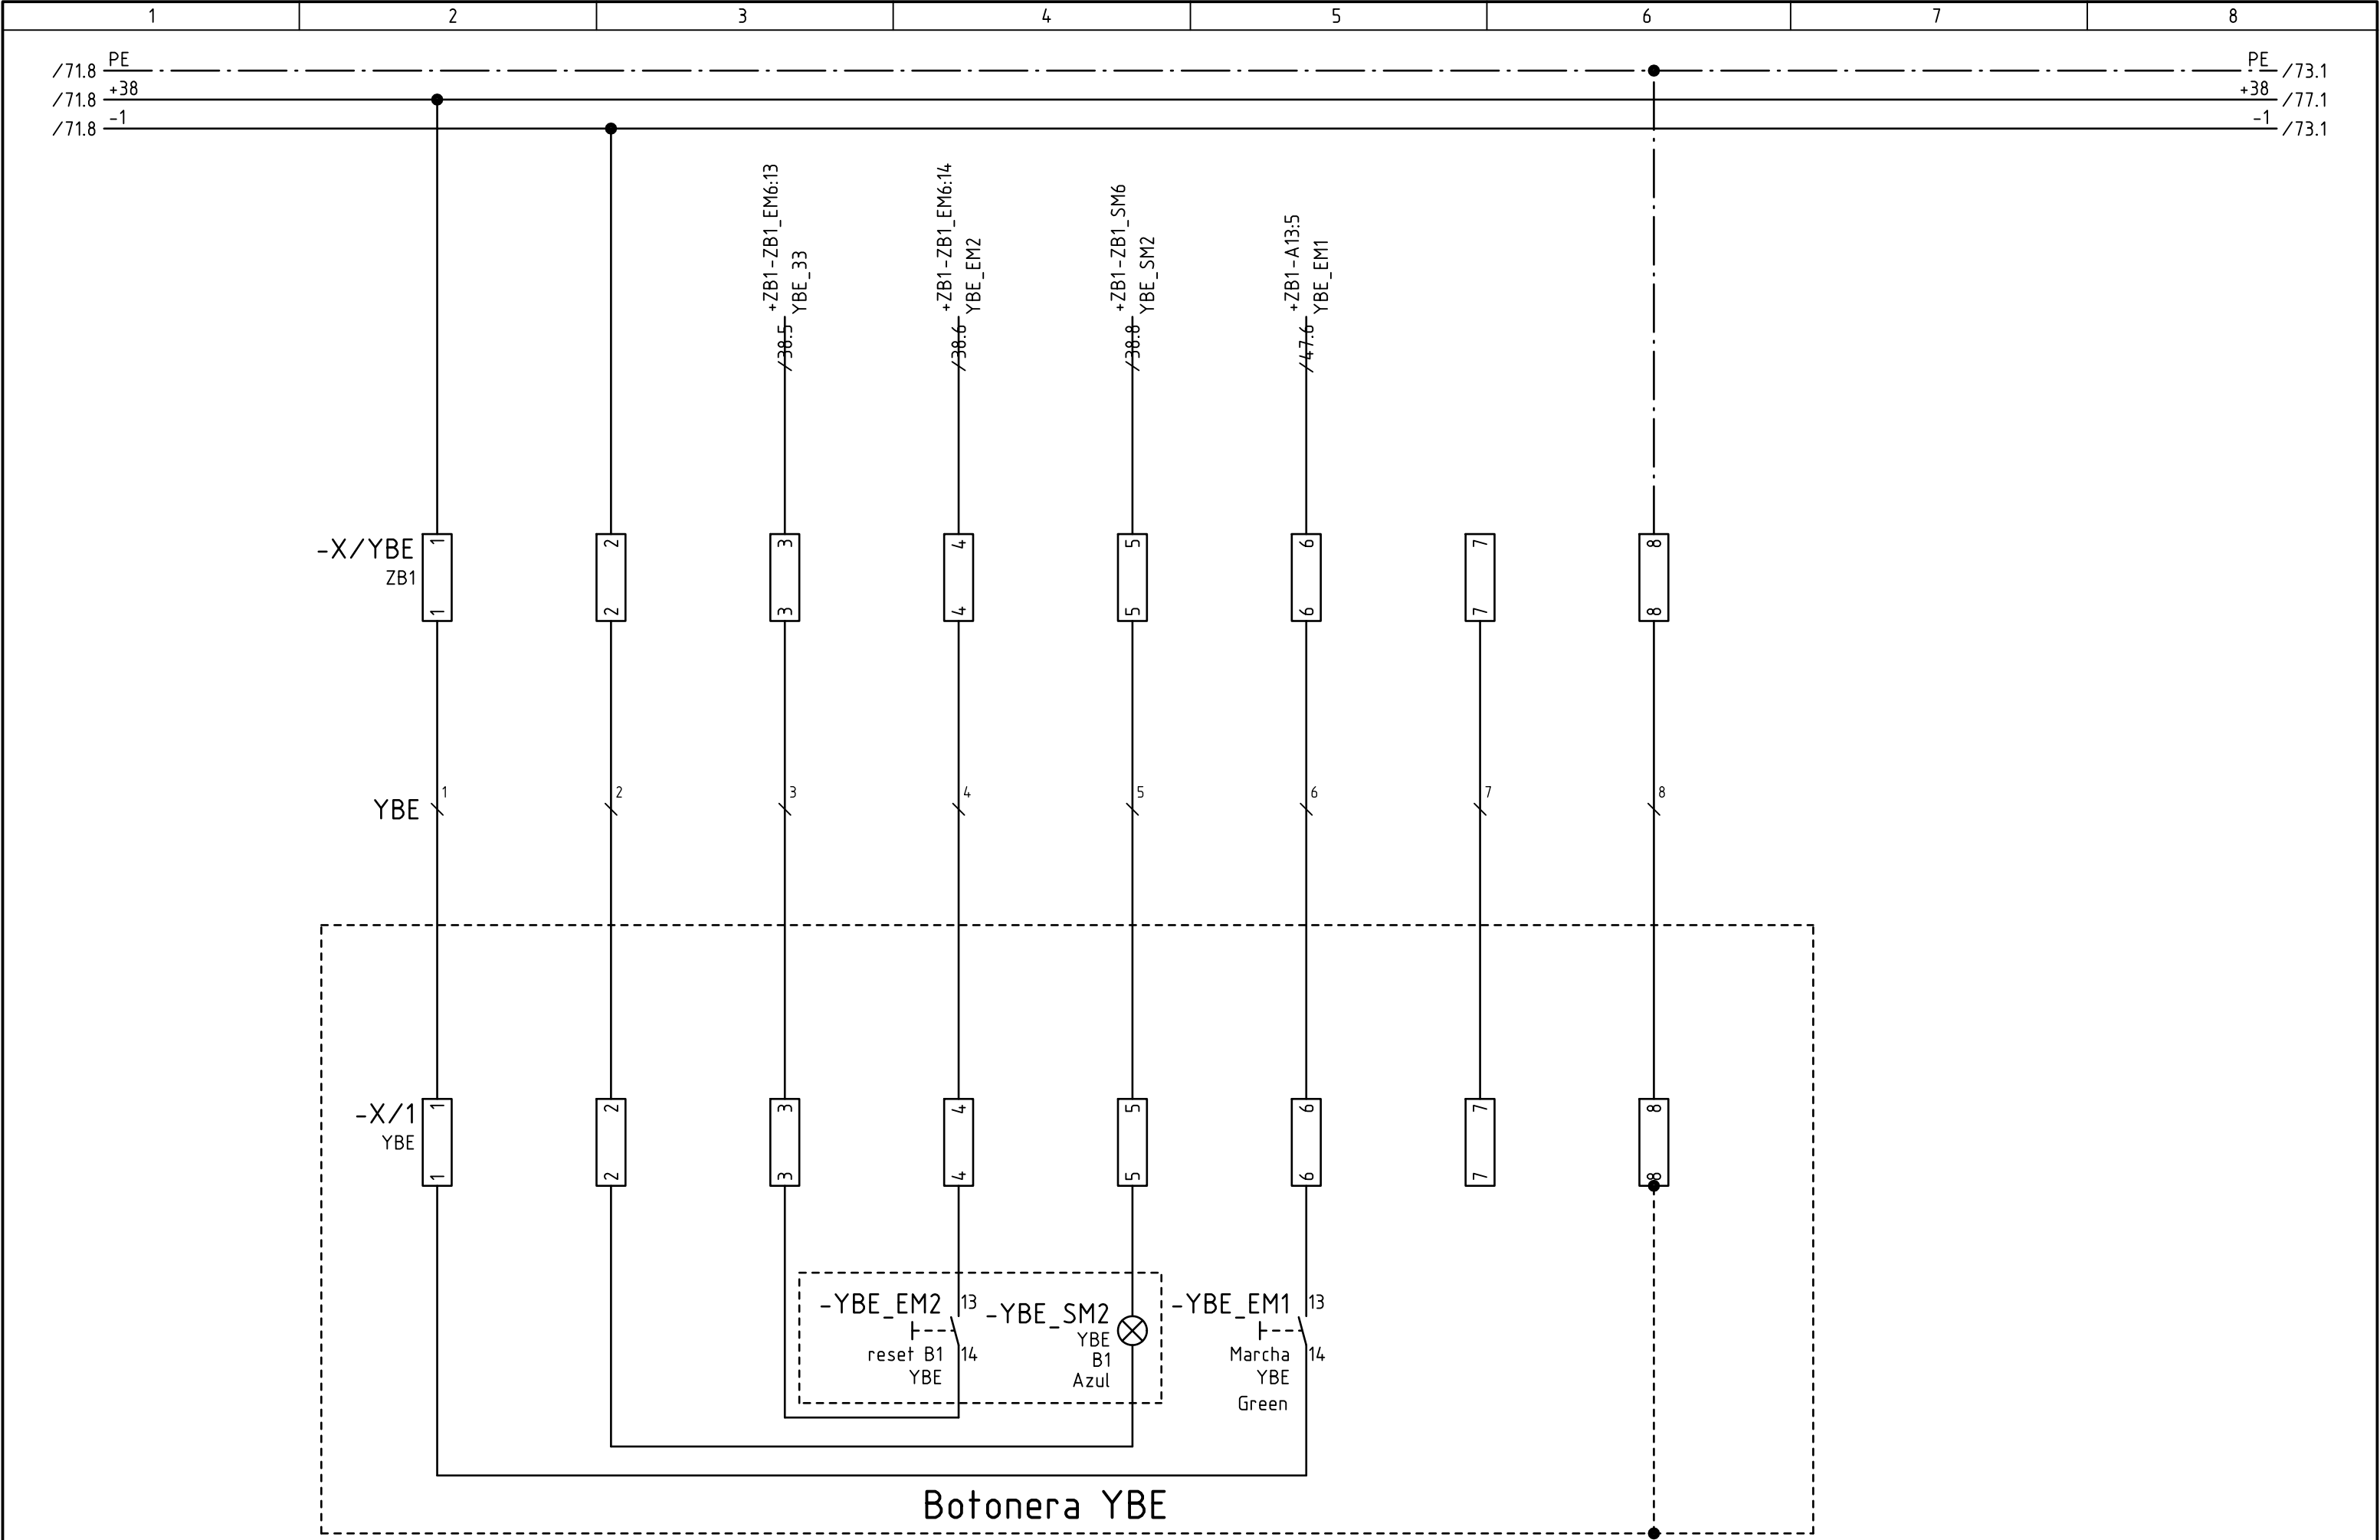 1 2 3 4 5 6 7 8
PE PE
/71.8 /73.1
+38 +38
/71.8 /77.1
-1 -1
/71.8 /73.1
+ZB1-ZB1_EM6:13
YBE_33
/38.5
+ZB1-ZB1_EM6:14
YBE_EM2
/38.6
+ZB1-ZB1_SM6
YBE_SM2
/38.8
+ZB1-A13:5
YBE_EM1
/47.6
-X/YBE
ZB1
1 2 3 4 5 6 7 8
1 2 3 4 5 6 7 8
YBE
1 2 3 4 5 6 7 8
-X/1
YBE
1 2 3 4 5 6 7 8
1 2 3 4 5 6 7 8
-YBE_EM2 13
reset B1 14
YBE
-YBE_SM2
YBE
B1
Azul
-YBE_EM1 13
Marcha 14
YBE
Green
Botonera YBE